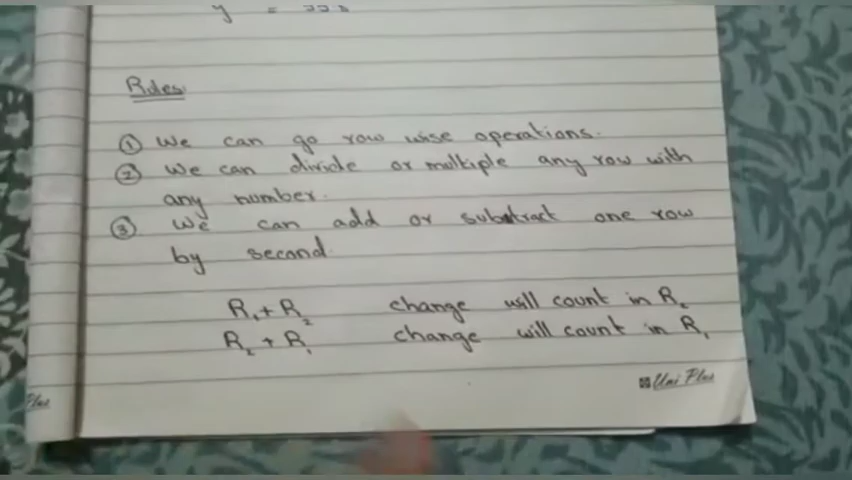 y =
Rules
① We can go row wise operations.
② We can divide or multiple any row with
any number.
③ We can add or substract one row
by second.
R₁ + R₂ change will count in R₂
R₂ + R₁ change will count in R₁
Uni Plus
Plus